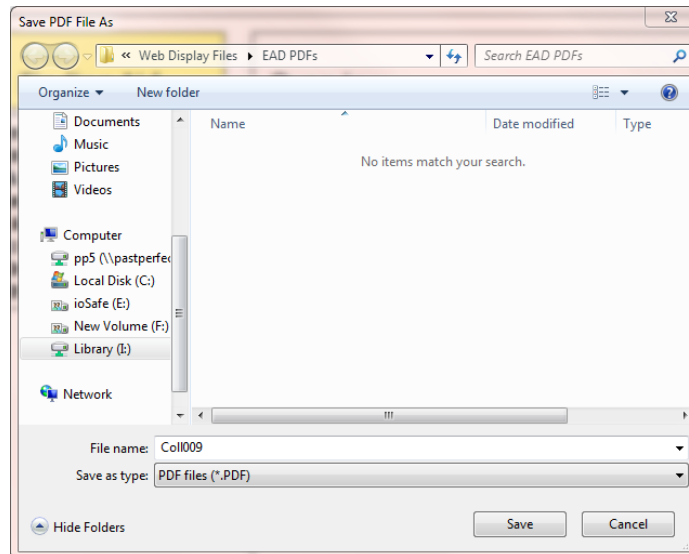 Save PDF File As
« Web Display Files EAD PDFs Search EAD PDFs
Organize New folder
Documents
Music
Pictures
Videos
Computer
pp5 (\\pastperfec
Local Disk (C:)
ioSafe (E:)
New Volume (F:)
Library (I:)
Network
Name Date modified Type
No items match your search.
File name: Coll009
Save as type: PDF files (*.PDF)
Hide Folders Save Cancel